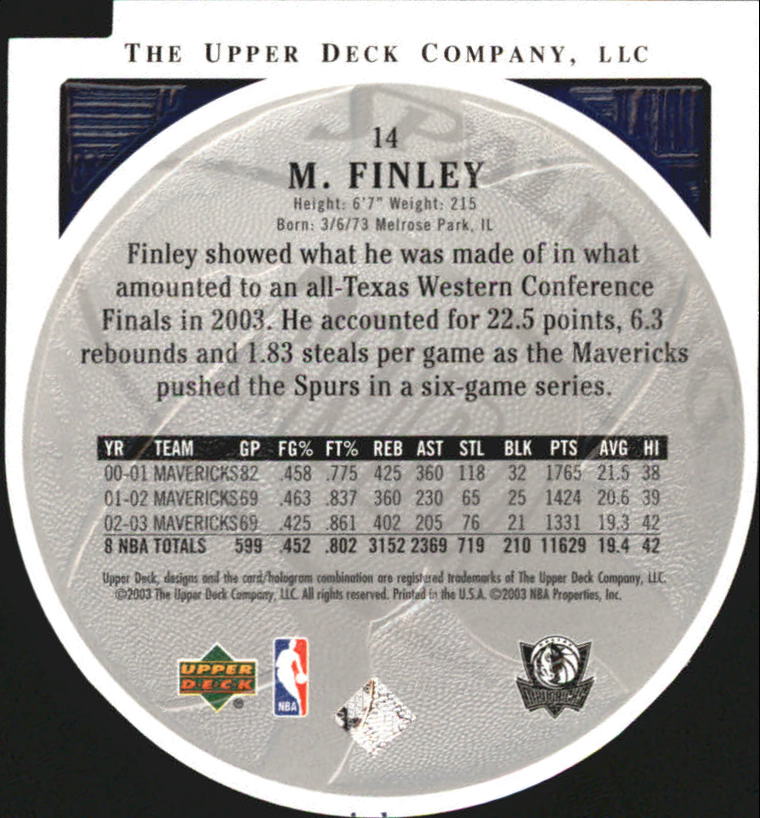 THE UPPER DECK COMPANY, LLC
SPALDING
14
M. FINLEY
Height: 6'7" Weight: 215
Born: 3/6/73 Melrose Park, IL
Finley showed what he was made of in what
amounted to an all-Texas Western Conference
Finals in 2003. He accounted for 22.5 points, 6.3
rebounds and 1.83 steals per game as the Mavericks
pushed the Spurs in a six-game series.
YR TEAM GP FG% FT% REB AST STL BLK PTS AVG HI
00-01 MAVERICKS 82 .458 .775 425 360 118 32 1765 21.5 38
01-02 MAVERICKS 69 .463 .837 360 230 65 25 1424 20.6 39
02-03 MAVERICKS 69 .425 .861 402 205 76 21 1331 19.3 42
8 NBA TOTALS 599 .452 .802 3152 2369 719 210 11629 19.4 42
Upper Deck, designs and the card/hologram combination are registered trademarks of The Upper Deck Company, LLC.
©2003 The Upper Deck Company, LLC. All rights reserved. Printed in the U.S.A. ©2003 NBA Properties, Inc.
UPPER
DECK
®
NBA
MAVERICKS